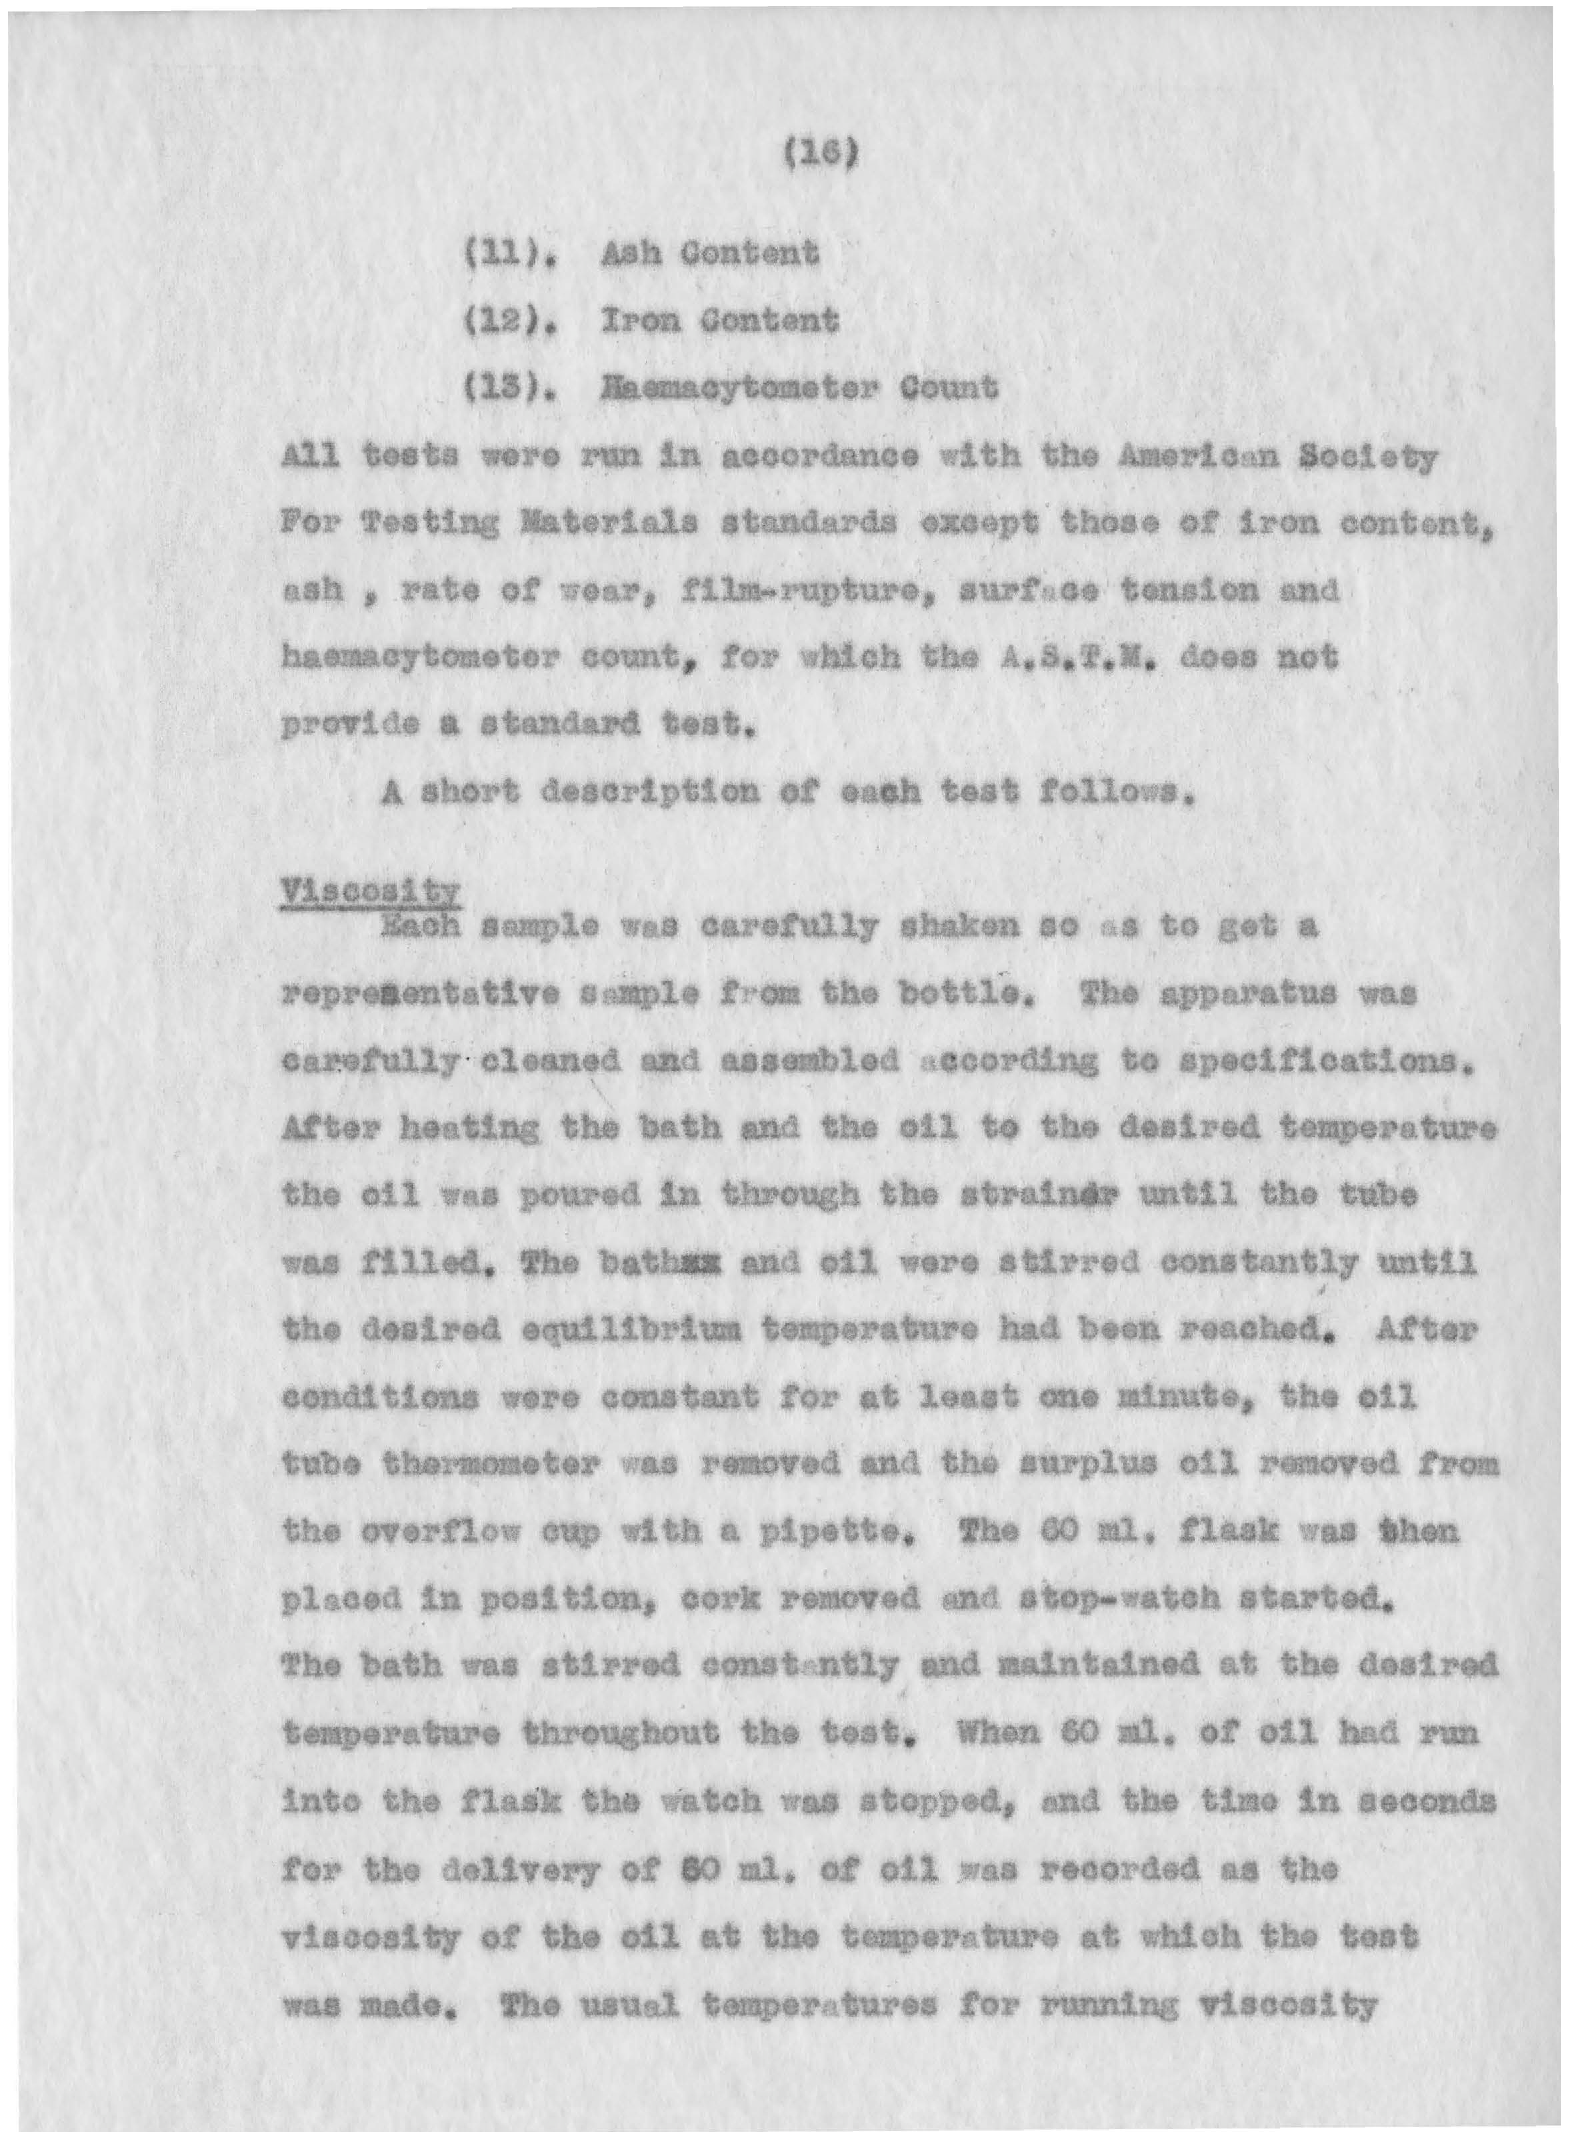 (16)
(11). Ash Content
(12). Iron Content
(13). Haemacytometer Count
All tests were run in accordance with the American Society
For Testing Materials standards except those of iron content,
ash , rate of wear, film-rupture, surface tension and
haemacytometer count, for which the A.S.T.M. does not
provide a standard test.
A short description of each test follows.
Viscosity
Each sample was carefully shaken so as to get a
representative sample from the bottle. The apparatus was
carefully cleaned and assembled according to specifications.
After heating the bath and the oil to the desired temperature
the oil was poured in through the strainer until the tube
was filled. The bathxx and oil were stirred constantly until
the desired equilibrium temperature had been reached. After
conditions were constant for at least one minute, the oil
tube thermometer was removed and the surplus oil removed from
the overflow cup with a pipette. The 60 ml. flask was then
placed in position, cork removed and stop-watch started.
The bath was stirred constantly and maintained at the desired
temperature throughout the test. When 60 ml. of oil had run
into the flask the watch was stopped, and the time in seconds
for the delivery of 60 ml. of oil was recorded as the
viscosity of the oil at the temperature at which the test
was made. The usual temperatures for running viscosity